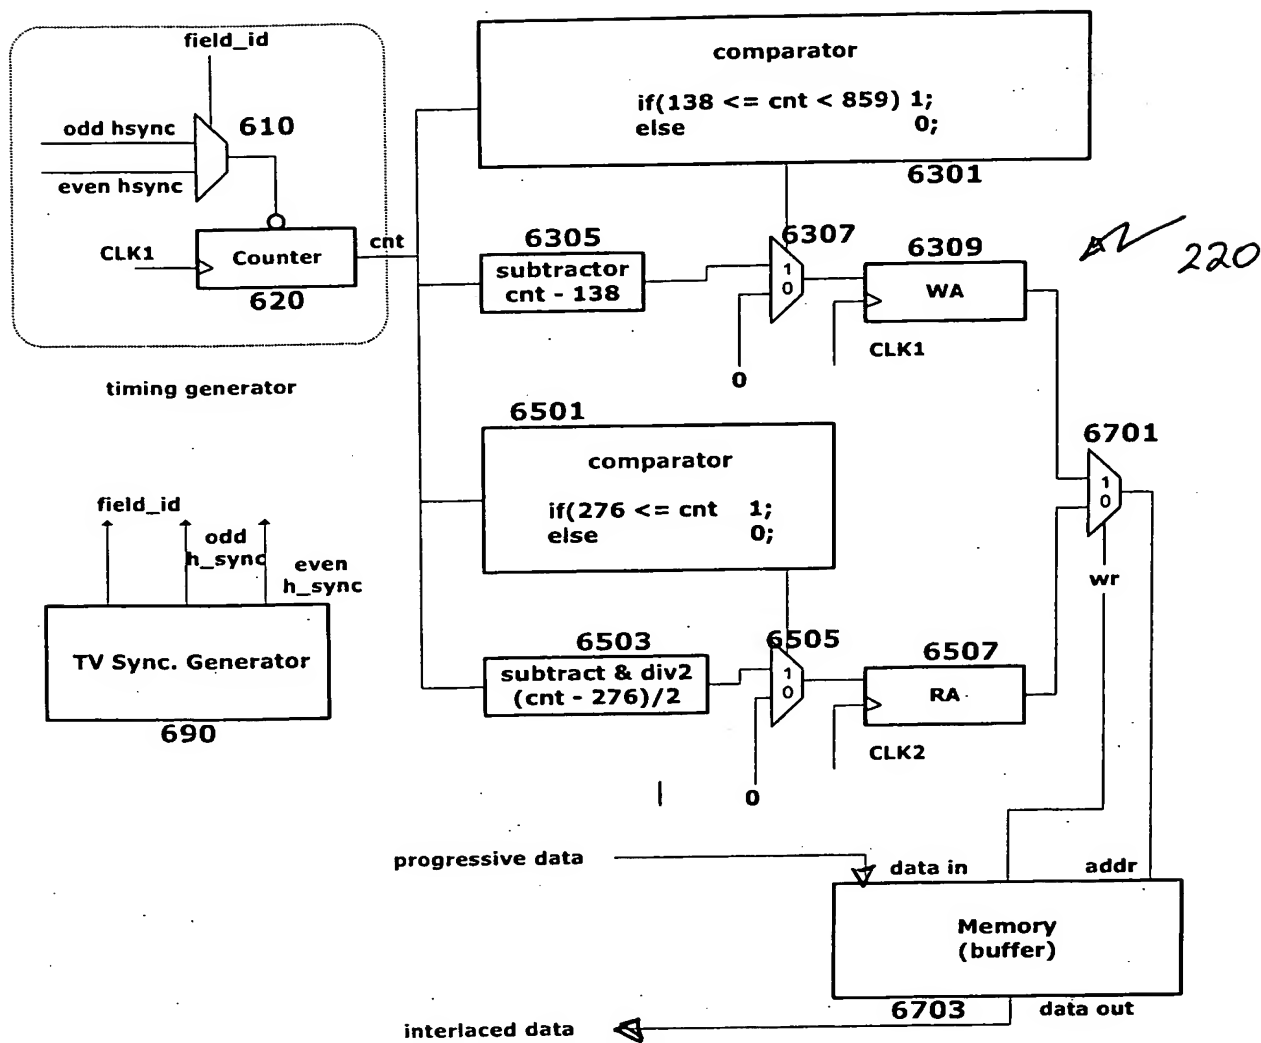 field_id
odd hsync
610
even hsync
CLK1
Counter
620
cnt
timing generator
comparator
if(138 <= cnt < 859) 1;
else 0;
6301
6305
subtractor
cnt - 138
6307
1
0
0
6309
WA
CLK1
220
6501
comparator
if(276 <= cnt 1;
else 0;
6503
subtract & div2
(cnt - 276)/2
6505
1
0
0
6507
RA
CLK2
6701
1
0
wr
field_id
odd
h_sync
even
h_sync
TV Sync. Generator
690
progressive data
data in
addr
Memory
(buffer)
6703
data out
interlaced data